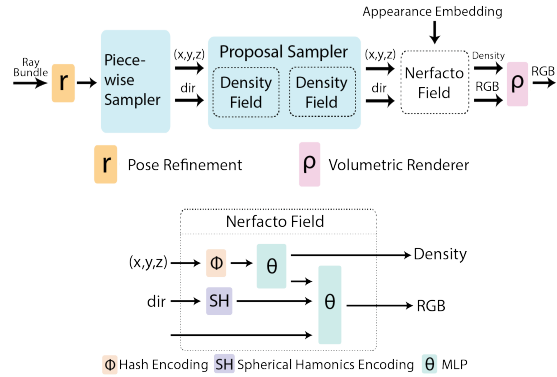 Appearance Embedding
Ray
Bundle
r
Piece-
wise
Sampler
(x,y,z)
dir
Proposal Sampler
Density
Field
Density
Field
(x,y,z)
dir
Nerfacto
Field
Density
RGB
ρ
RGB
r Pose Refinement
ρ Volumetric Renderer
Nerfacto Field
(x,y,z)
Φ
θ
Density
dir
SH
θ
RGB
Φ Hash Encoding SH Spherical Hamonics Encoding θ MLP